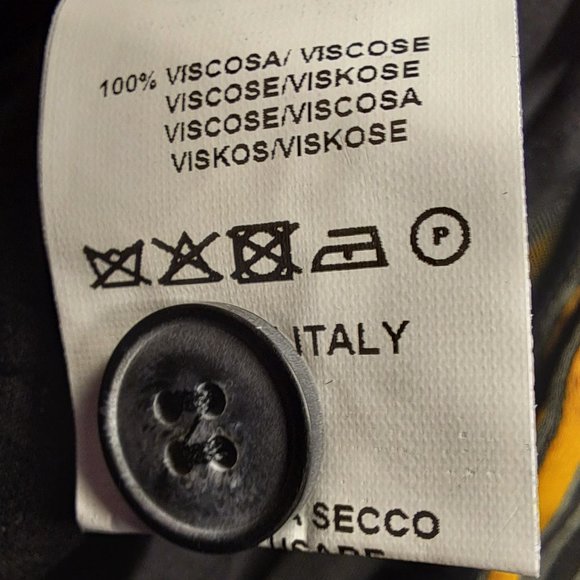 100% VISCOSA/ VISCOSE
VISCOSE/VISKOSE
VISCOSE/VISCOSA
VISKOS/VISKOSE
P
ITALY
SECCO